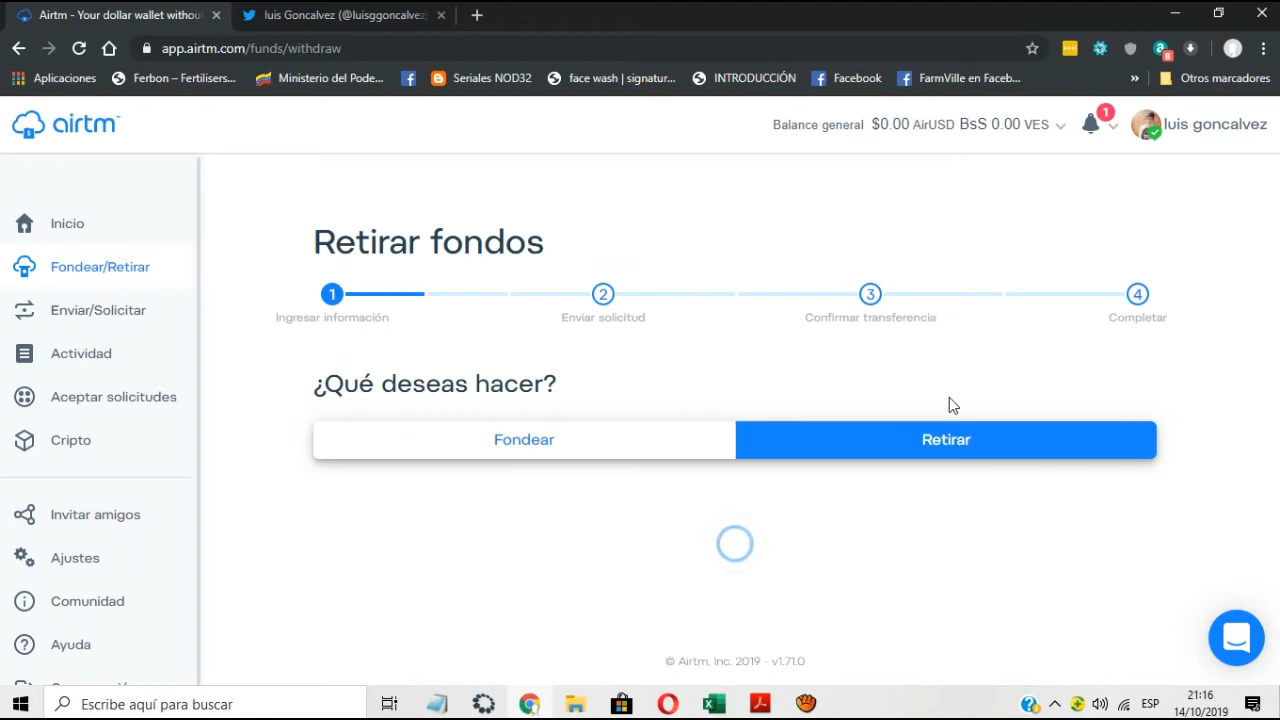 Airtm - Your dollar wallet withou
luis Goncalvez (@luisggoncalvez)
app.airtm.com/funds/withdraw
8
Aplicaciones
Ferbon – Fertilisers...
Ministerio del Pode...
Seriales NOD32
face wash | signatur...
INTRODUCCIÓN
Facebook
FarmVille en Faceb...
»
Otros marcadores
airtm
Balance general $0.00 AirUSD BsS 0.00 VES
1
luis goncalvez
Inicio
Fondear/Retirar
Enviar/Solicitar
Actividad
Aceptar solicitudes
Cripto
Invitar amigos
Ajustes
Comunidad
Ayuda
Retirar fondos
1
2
3
4
Ingresar información
Enviar solicitud
Confirmar transferencia
Completar
¿Qué deseas hacer?
Fondear
Retirar
© Airtm, Inc. 2019 - v1.71.0
Escribe aquí para buscar
ESP
21:16
14/10/2019